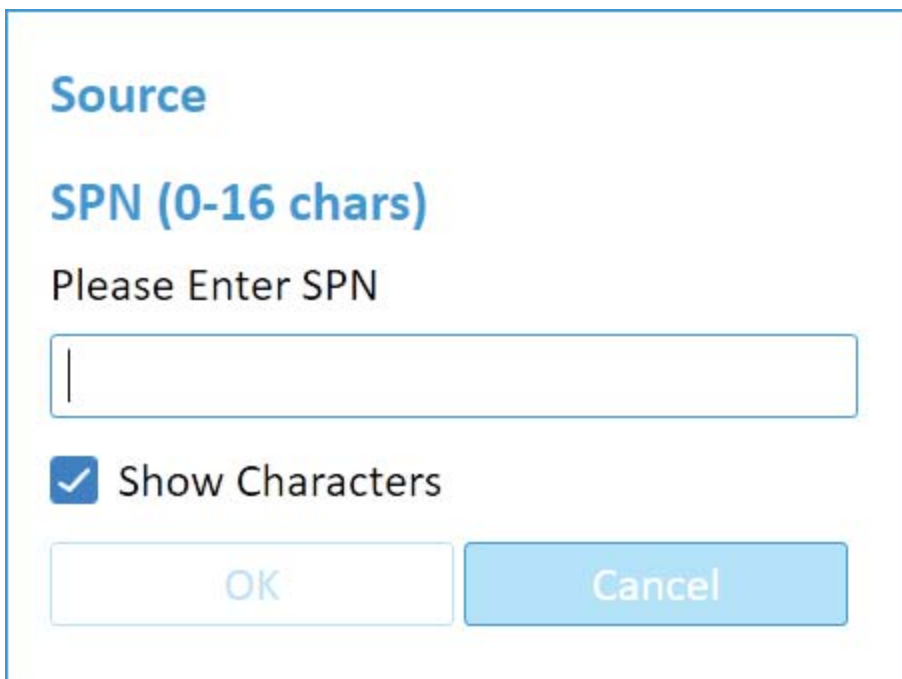 Source
SPN (0-16 chars)
Please Enter SPN
Show Characters
OK
Cancel